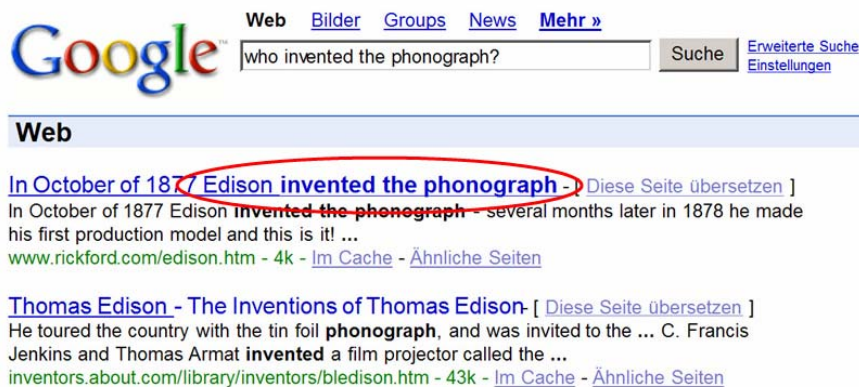 Web Bilder Groups News Mehr »
Google™
who invented the phonograph? Suche Erweiterte Suche
Einstellungen
Web
In October of 1877 Edison invented the phonograph - [ Diese Seite übersetzen ]
In October of 1877 Edison invented the phonograph - several months later in 1878 he made
his first production model and this is it! ...
www.rickford.com/edison.htm - 4k - Im Cache - Ähnliche Seiten
Thomas Edison - The Inventions of Thomas Edison- [ Diese Seite übersetzen ]
He toured the country with the tin foil phonograph, and was invited to the ... C. Francis
Jenkins and Thomas Armat invented a film projector called the ...
inventors.about.com/library/inventors/bledison.htm - 43k - Im Cache - Ähnliche Seiten